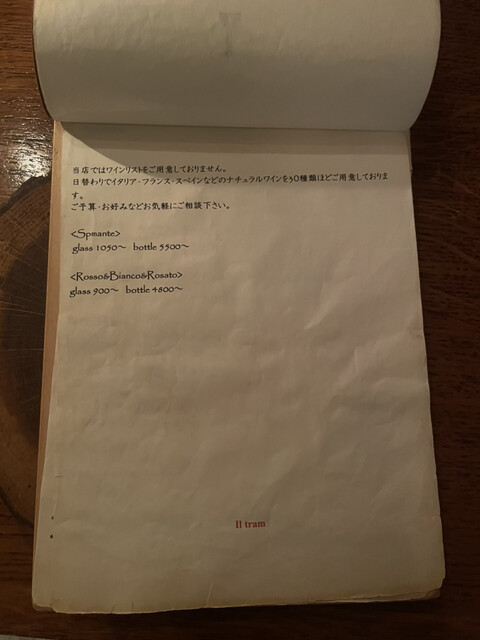 当店ではワインリストをご用意しておりません。
日替わりでイタリア・フランス・スペインなどのナチュラルワインを30種類ほどご用意しておりま
す。
ご予算・お好みなどお気軽にご相談下さい。
<Spmante>
glass 1050～ bottle 5500～
<Rosso&Bianco&Rosato>
glass 900～ bottle 4800～
Il tram